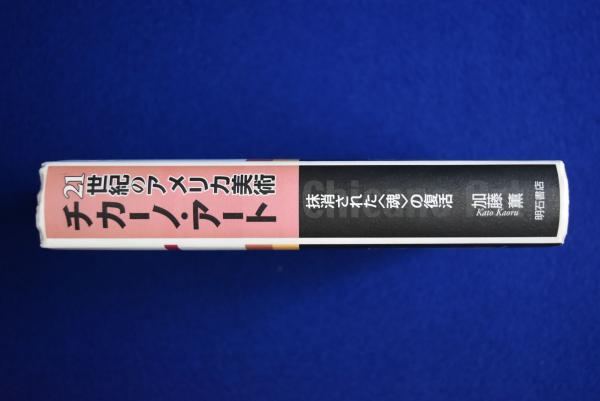 21世紀のアメリカ美術
チカーノ・アート
抹消された〈魂〉の復活
加藤 薫
Kato Kaoru
明石書店
Chicano